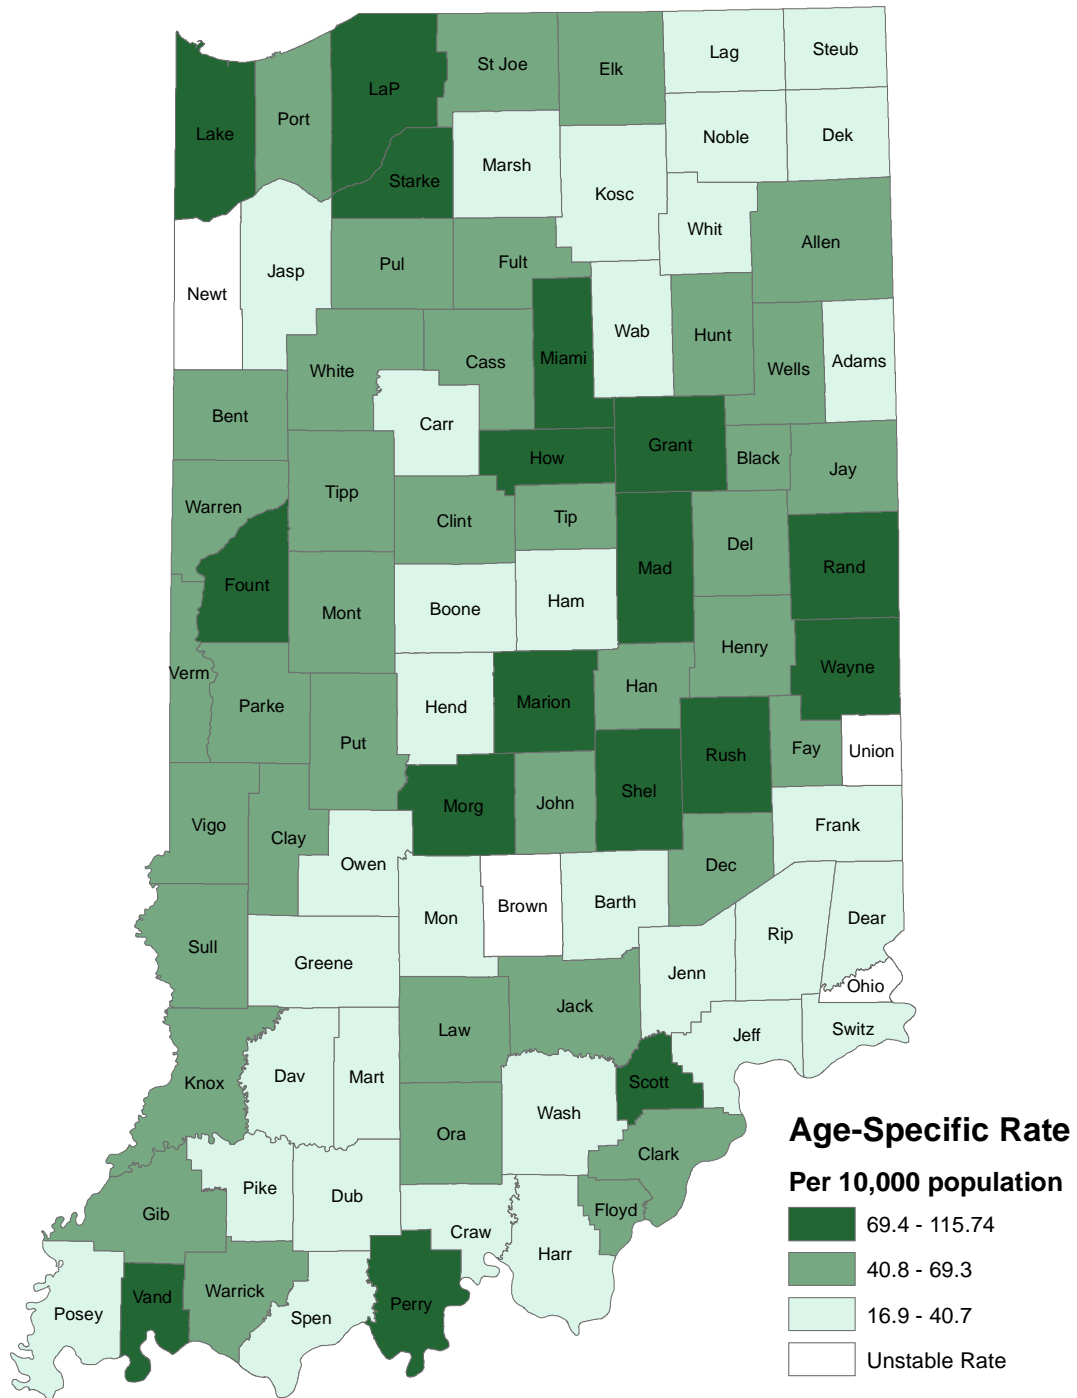 Lag
Steub
St Joe
Elk
LaP
Port
Lake
Noble
Dek
Marsh
Starke
Kosc
Whit
Allen
Pul
Fult
Jasp
Newt
Wab
Hunt
Miami
Cass
White
Wells
Adams
Bent
Carr
Grant
How
Black
Jay
Tipp
Warren
Clint
Tip
Del
Mad
Rand
Fount
Boone
Ham
Mont
Henry
Wayne
Verm
Han
Parke
Hend
Marion
Put
Rush
Fay
Union
Shel
Morg
John
Vigo
Clay
Frank
Owen
Dec
Barth
Brown
Mon
Dear
Rip
Sull
Greene
Jenn
Ohio
Jack
Law
Jeff
Switz
Knox
Dav
Mart
Scott
Wash
Ora
Clark
Pike
Dub
Floyd
Gib
Craw
Harr
Warrick
Vand
Perry
Posey
Spen
Age-Specific Rate
Per 10,000 population
69.4 - 115.74
40.8 - 69.3
16.9 - 40.7
Unstable Rate